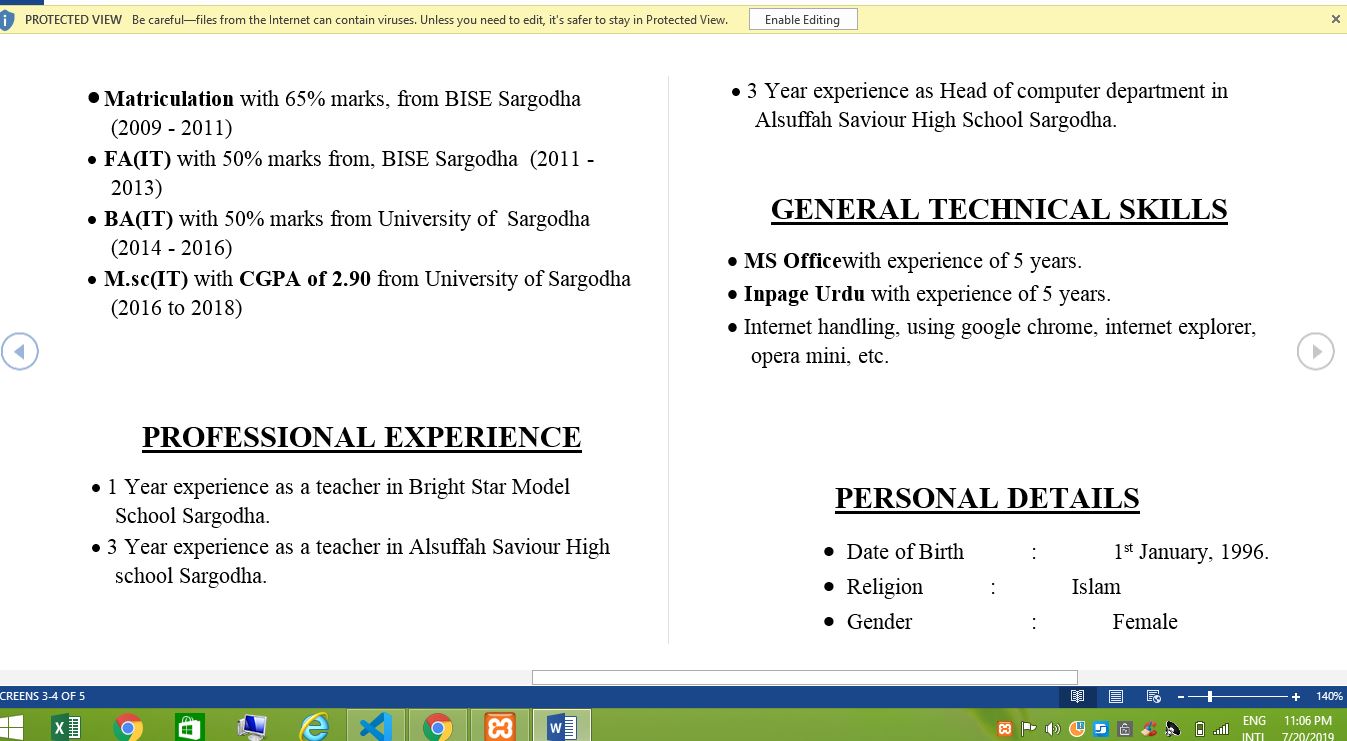 PROTECTED VIEW Be careful—files from the Internet can contain viruses. Unless you need to edit, it's safer to stay in Protected View. Enable Editing
● Matriculation with 65% marks, from BISE Sargodha
(2009 - 2011)
● FA(IT) with 50% marks from, BISE Sargodha (2011 -
2013)
● BA(IT) with 50% marks from University of Sargodha
(2014 - 2016)
● M.sc(IT) with CGPA of 2.90 from University of Sargodha
(2016 to 2018)
PROFESSIONAL EXPERIENCE
● 1 Year experience as a teacher in Bright Star Model
School Sargodha.
● 3 Year experience as a teacher in Alsuffah Saviour High
school Sargodha.
● 3 Year experience as Head of computer department in
Alsuffah Saviour High School Sargodha.
GENERAL TECHNICAL SKILLS
● MS Officewith experience of 5 years.
● Inpage Urdu with experience of 5 years.
● Internet handling, using google chrome, internet explorer,
opera mini, etc.
PERSONAL DETAILS
● Date of Birth : 1st January, 1996.
● Religion : Islam
● Gender : Female
CREENS 3-4 OF 5
140%
ENG 11:06 PM
INTL 7/20/2019